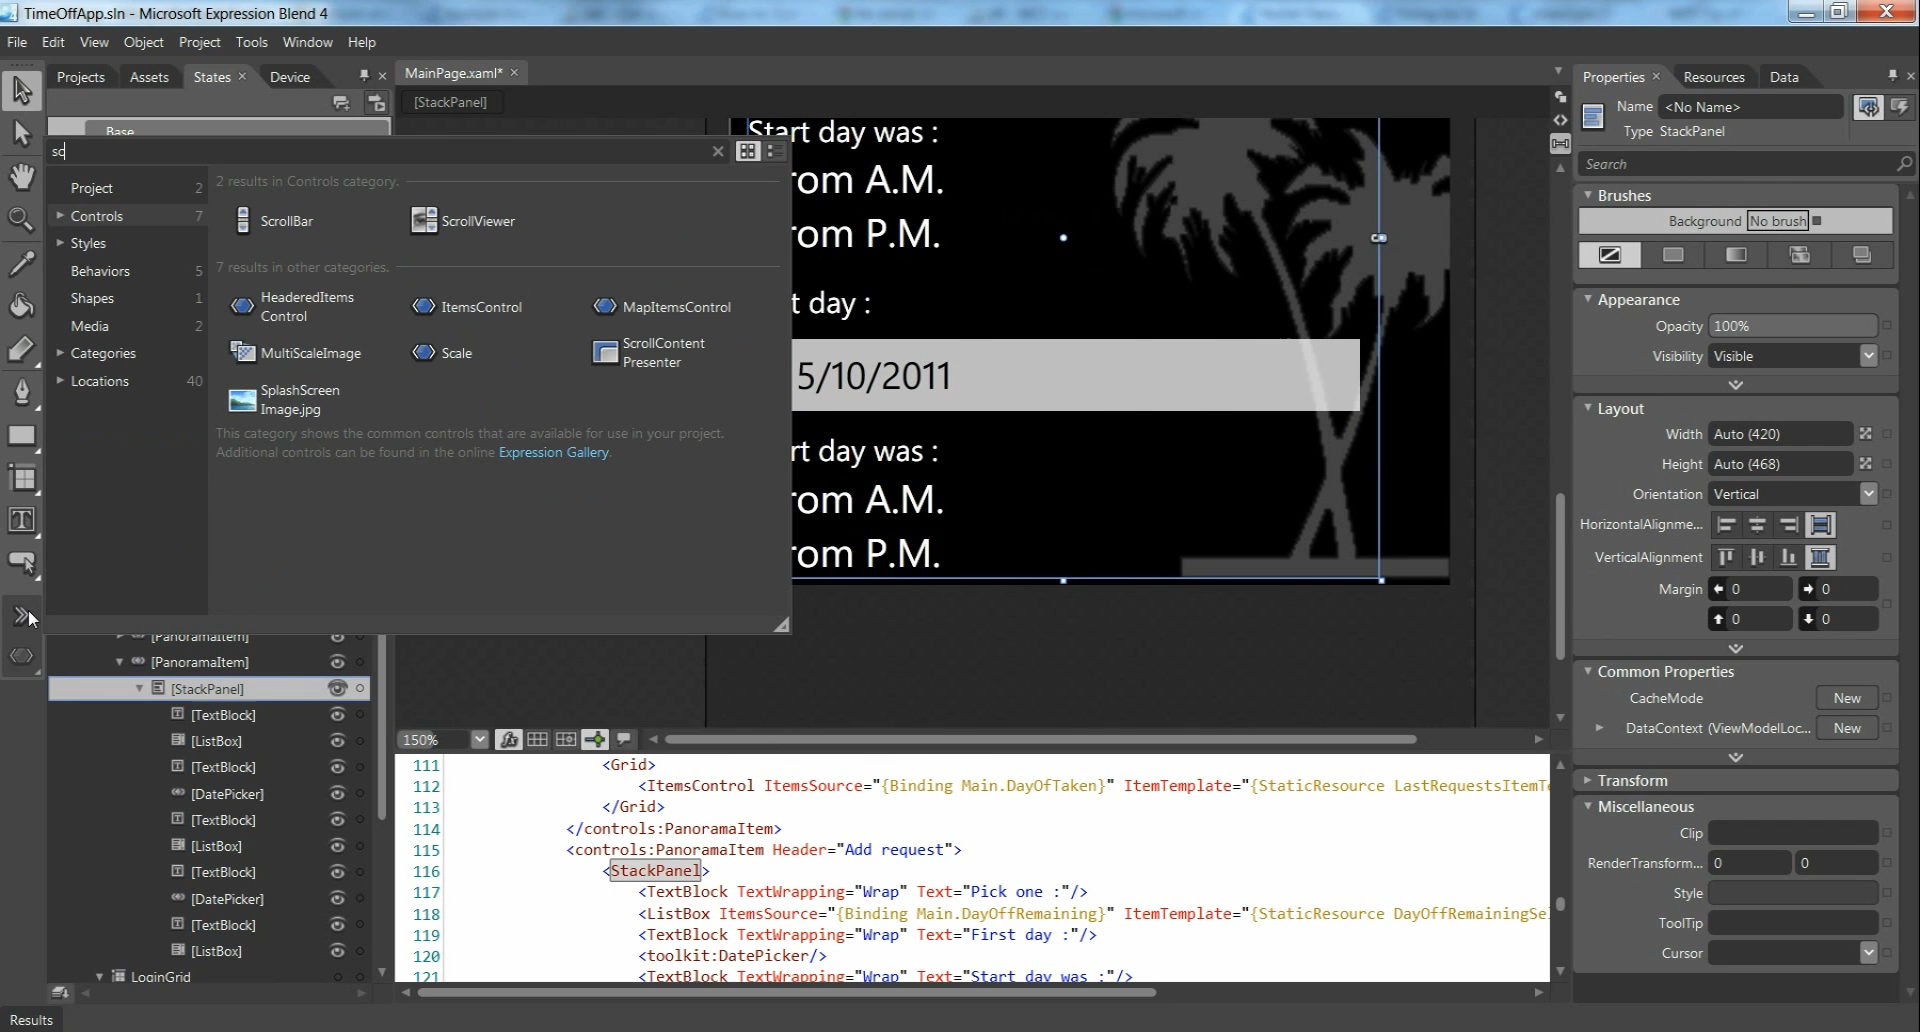 TimeOffApp.sln - Microsoft Expression Blend 4
File Edit View Object Project Tools Window Help
Projects Assets States Device
MainPage.xaml*
Properties Resources Data
[StackPanel]
Name <No Name>
Type StackPanel
Base
sc
Search
Project 2
Controls 7
Styles
Behaviors 5
Shapes 1
Media 2
Categories
Locations 40
2 results in Controls category.
ScrollBar ScrollViewer
7 results in other categories.
HeaderedItems
Control
ItemsControl
MapItemsControl
MultiScaleImage
Scale
ScrollContent
Presenter
SplashScreen
Image.jpg
This category shows the common controls that are available for use in your project.
Additional controls can be found in the online Expression Gallery.
Start day was :
rom A.M.
rom P.M.
t day :
5/10/2011
rt day was :
rom A.M.
rom P.M.
Brushes
Background No brush
Appearance
Opacity 100%
Visibility Visible
Layout
Width Auto (420)
Height Auto (468)
Orientation Vertical
HorizontalAlignme...
VerticalAlignment
Margin 0 0
0 0
Common Properties
CacheMode New
DataContext (ViewModelLoc... New
Transform
Miscellaneous
Clip
RenderTransform... 0 0
Style
ToolTip
Cursor
[PanoramaItem]
[PanoramaItem]
[StackPanel]
[TextBlock]
[ListBox]
[TextBlock]
[DatePicker]
[TextBlock]
[ListBox]
[TextBlock]
[DatePicker]
[TextBlock]
[ListBox]
LoginGrid
150%
111 <Grid>
112 <ItemsControl ItemsSource="{Binding Main.DayOfTaken}" ItemTemplate="{StaticResource LastRequestsItemTe
113 </Grid>
114 </controls:PanoramaItem>
115 <controls:PanoramaItem Header="Add request">
116 <StackPanel>
117 <TextBlock TextWrapping="Wrap" Text="Pick one :"/>
118 <ListBox ItemsSource="{Binding Main.DayOffRemaining}" ItemTemplate="{StaticResource DayOffRemainingSel
119 <TextBlock TextWrapping="Wrap" Text="First day :"/>
120 <toolkit:DatePicker/>
121 <TextBlock TextWrapping="Wrap" Text="Start day was :"/>
Results